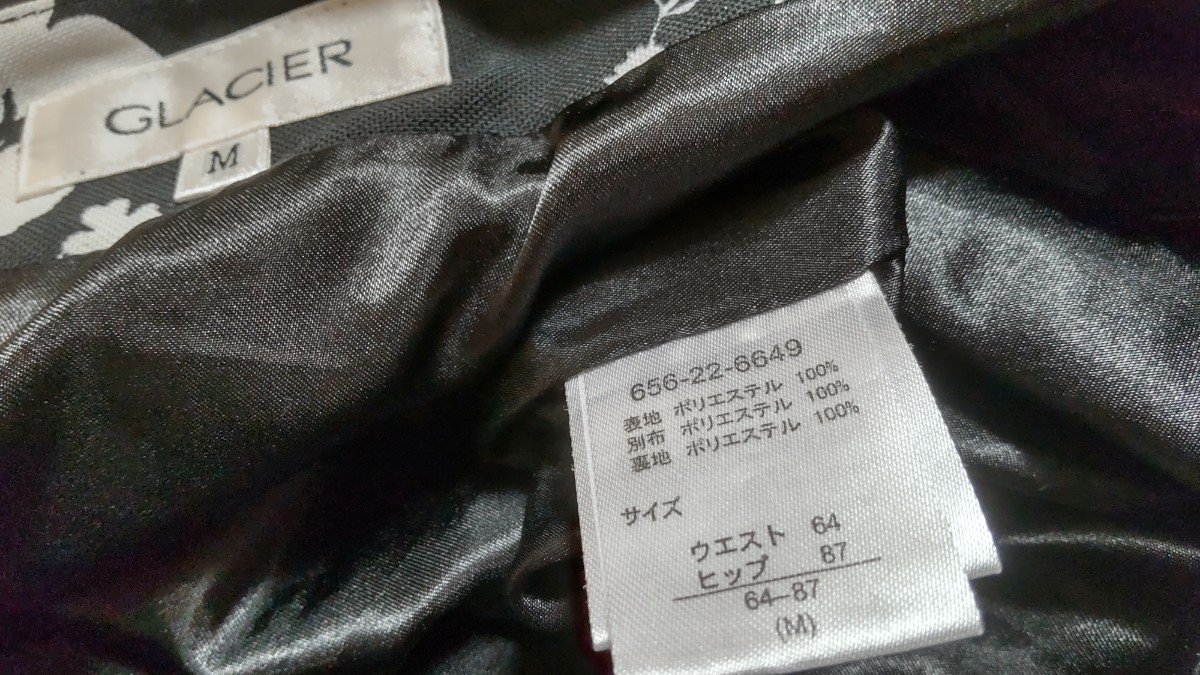 GLACIER
M
656-22-6649
表地 ポリエステル 100%
別布 ポリエステル 100%
裏地 ポリエステル 100%
サイズ
ウエスト 64
ヒップ 87
64-87
(M)